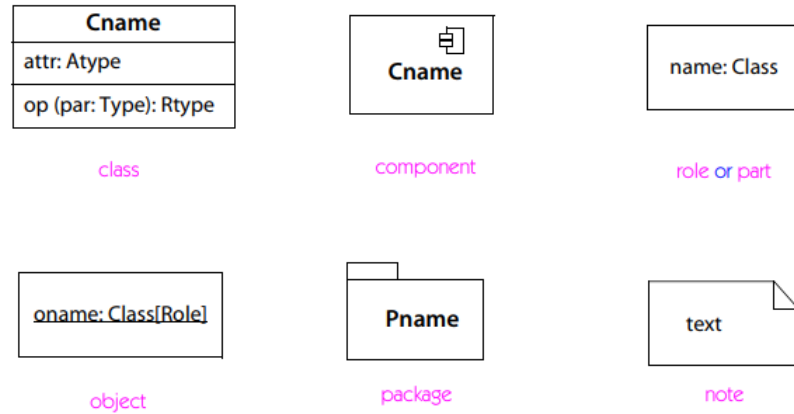 Cname
attr: Atype
op (par: Type): Rtype
class
Cname
component
name: Class
role or part
oname: Class[Role]
object
Pname
package
text
note